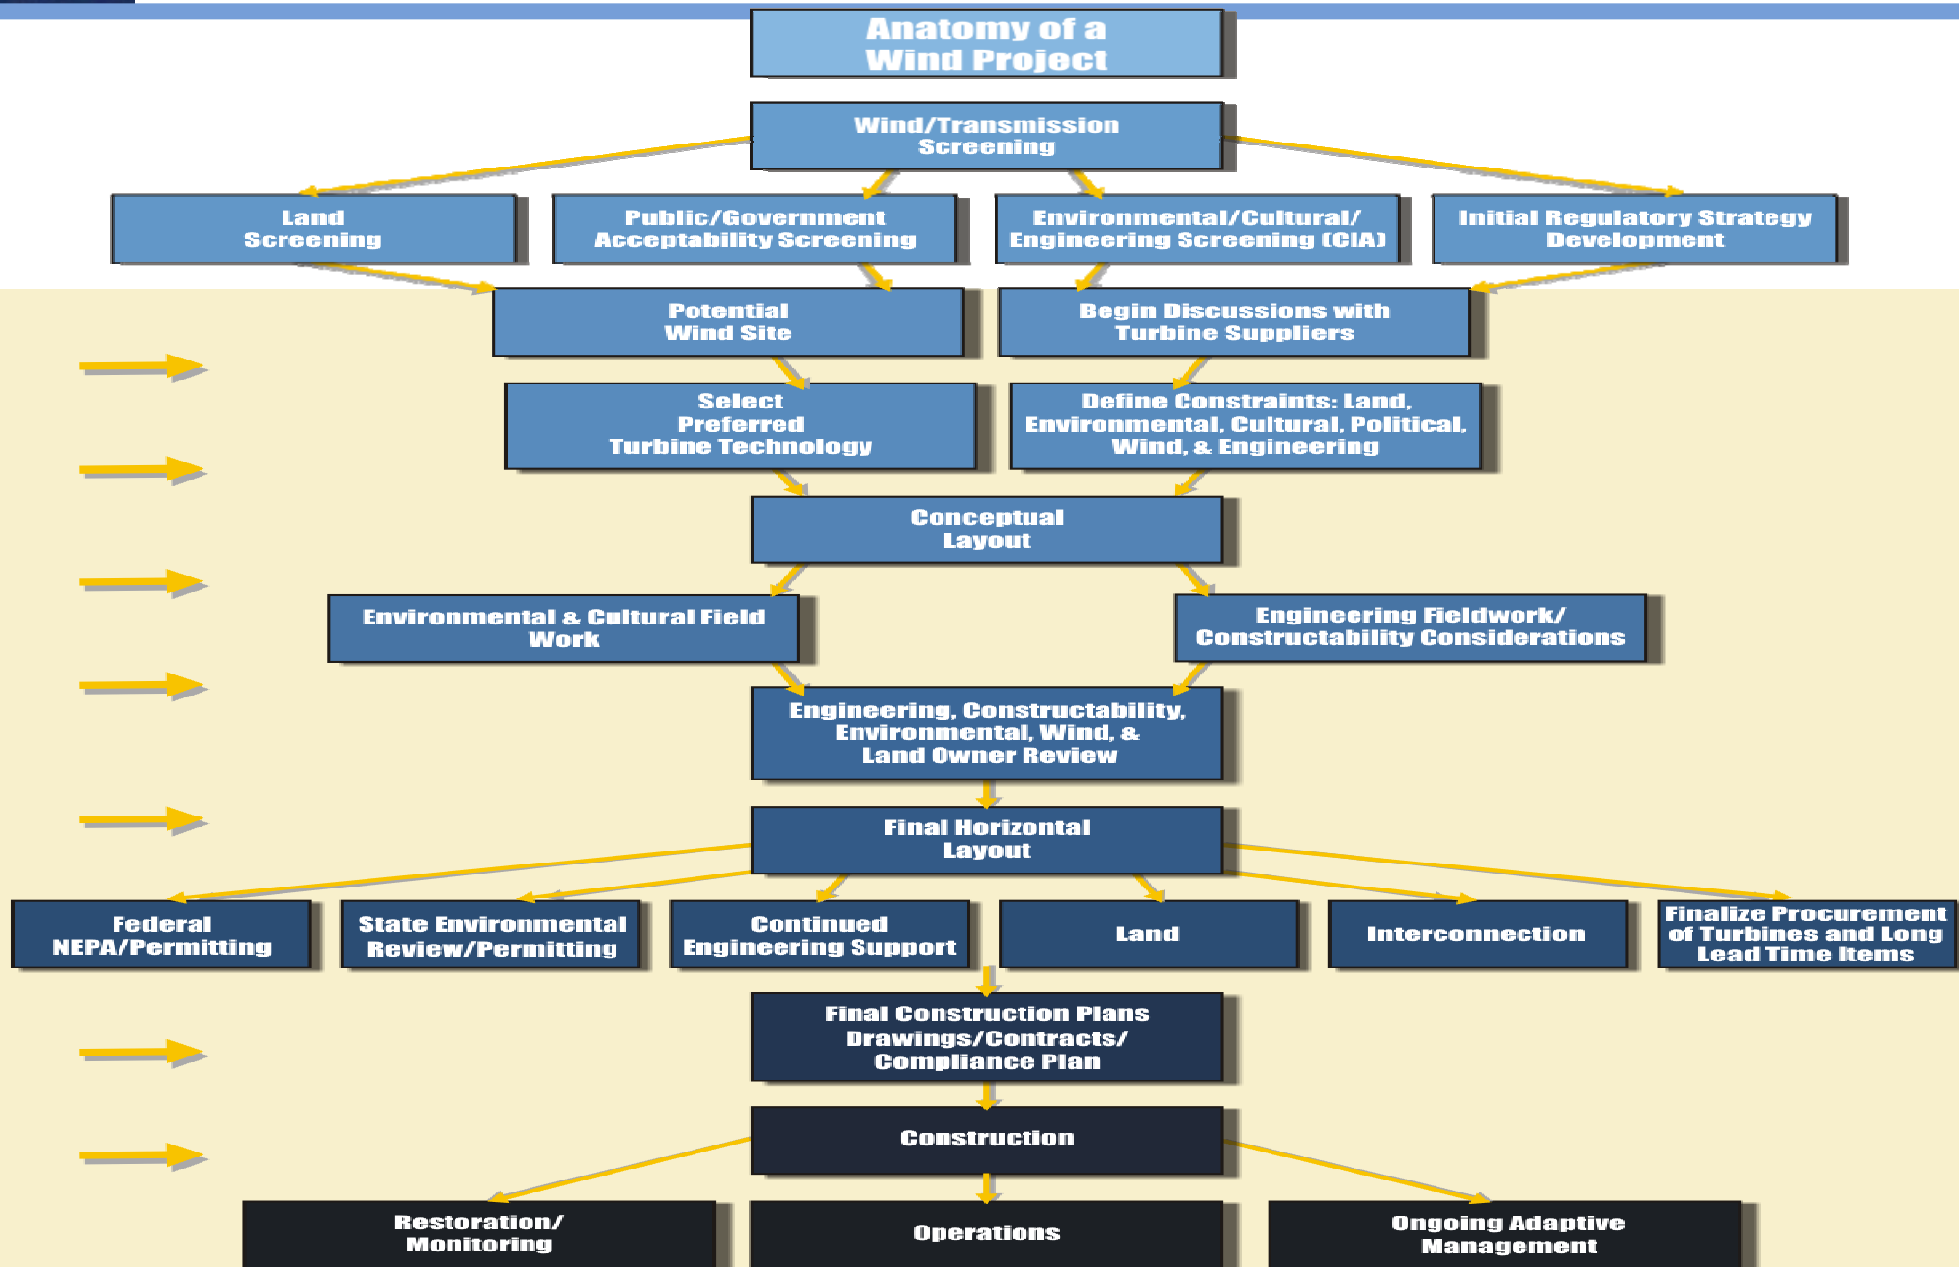 Anatomy of a
Wind Project
Wind/Transmission
Screening
Land
Screening
Public/Government
Acceptability Screening
Environmental/Cultural/
Engineering Screening (CIA)
Initial Regulatory Strategy
Development
Potential
Wind Site
Begin Discussions with
Turbine Suppliers
Select
Preferred
Turbine Technology
Define Constraints: Land,
Environmental, Cultural, Political,
Wind, & Engineering
Conceptual
Layout
Environmental & Cultural Field
Work
Engineering Fieldwork/
Constructability Considerations
Engineering, Constructability,
Environmental, Wind, &
Land Owner Review
Final Horizontal
Layout
Federal
NEPA/Permitting
State Environmental
Review/Permitting
Continued
Engineering Support
Land
Interconnection
Finalize Procurement
of Turbines and Long
Lead Time Items
Final Construction Plans
Drawings/Contracts/
Compliance Plan
Construction
Restoration/
Monitoring
Operations
Ongoing Adaptive
Management